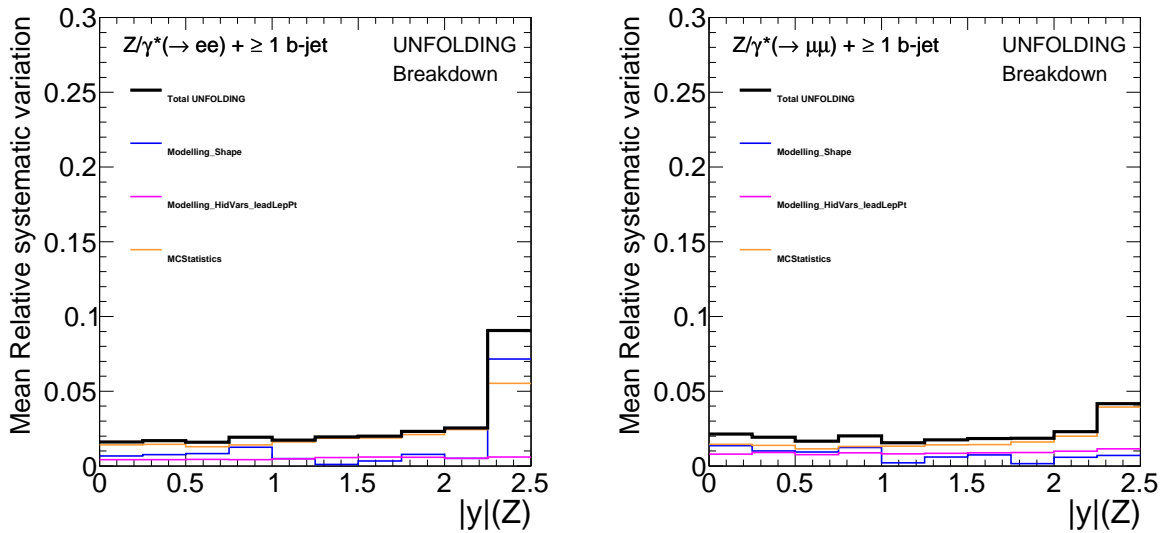 Mean Relative systematic variation
0.3
0.25
0.2
0.15
0.1
0.05
0
Z/γ*(→ ee) + ≥ 1 b-jet
UNFOLDING
Breakdown
Total UNFOLDING
Modelling_Shape
Modelling_HidVars_leadLepPt
MCStatistics
0 0.5 1 1.5 2 2.5
|y|(Z)
Mean Relative systematic variation
0.3
0.25
0.2
0.15
0.1
0.05
0
Z/γ*(→ μμ) + ≥ 1 b-jet
UNFOLDING
Breakdown
Total UNFOLDING
Modelling_Shape
Modelling_HidVars_leadLepPt
MCStatistics
0 0.5 1 1.5 2 2.5
|y|(Z)